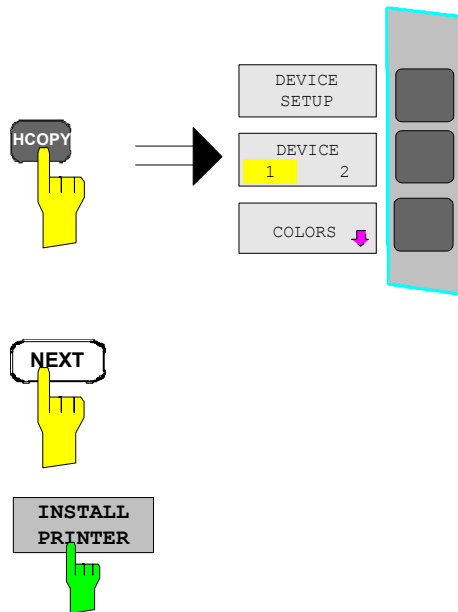 DEVICE
SETUP
HCOPY
DEVICE
1 2
COLORS
NEXT
INSTALL
PRINTER